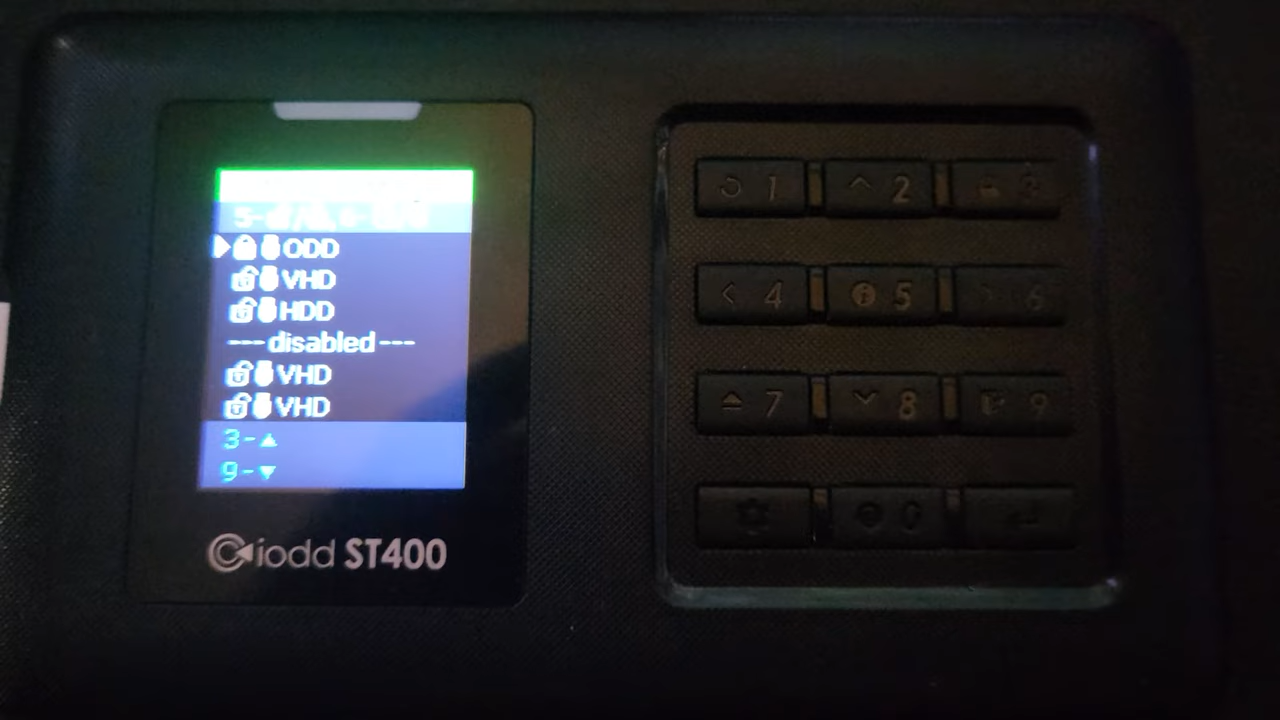 ODD
VHD
HDD
---disabled---
VHD
VHD
3-▲
9-▼
iodd ST400
1 2 3
4 5 6
7 8 9
0